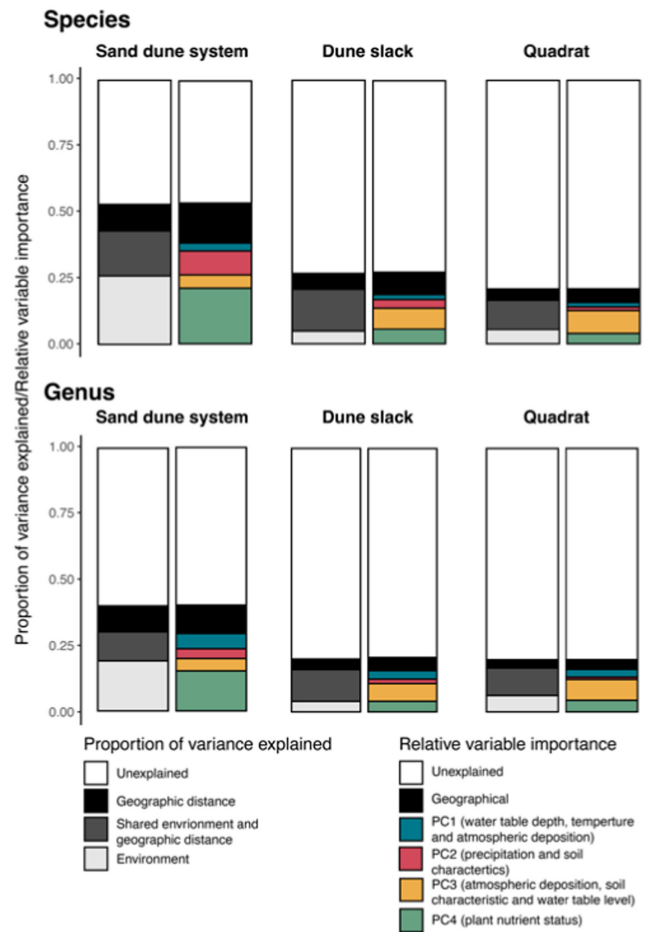 Species
Sand dune system Dune slack Quadrat
1.00
0.75
0.50
0.25
0.00
Proportion of variance explained/Relative variable importance
Genus
Sand dune system Dune slack Quadrat
1.00
0.75
0.50
0.25
0.00
Proportion of variance explained
Unexplained
Geographic distance
Shared envrionment and
geographic distance
Environment
Relative variable importance
Unexplained
Geographical
PC1 (water table depth, temperture
and atmospheric deposition)
PC2 (precipitation and soil
charactertics)
PC3 (atmospheric deposition, soil
characteristic and water table level)
PC4 (plant nutrient status)